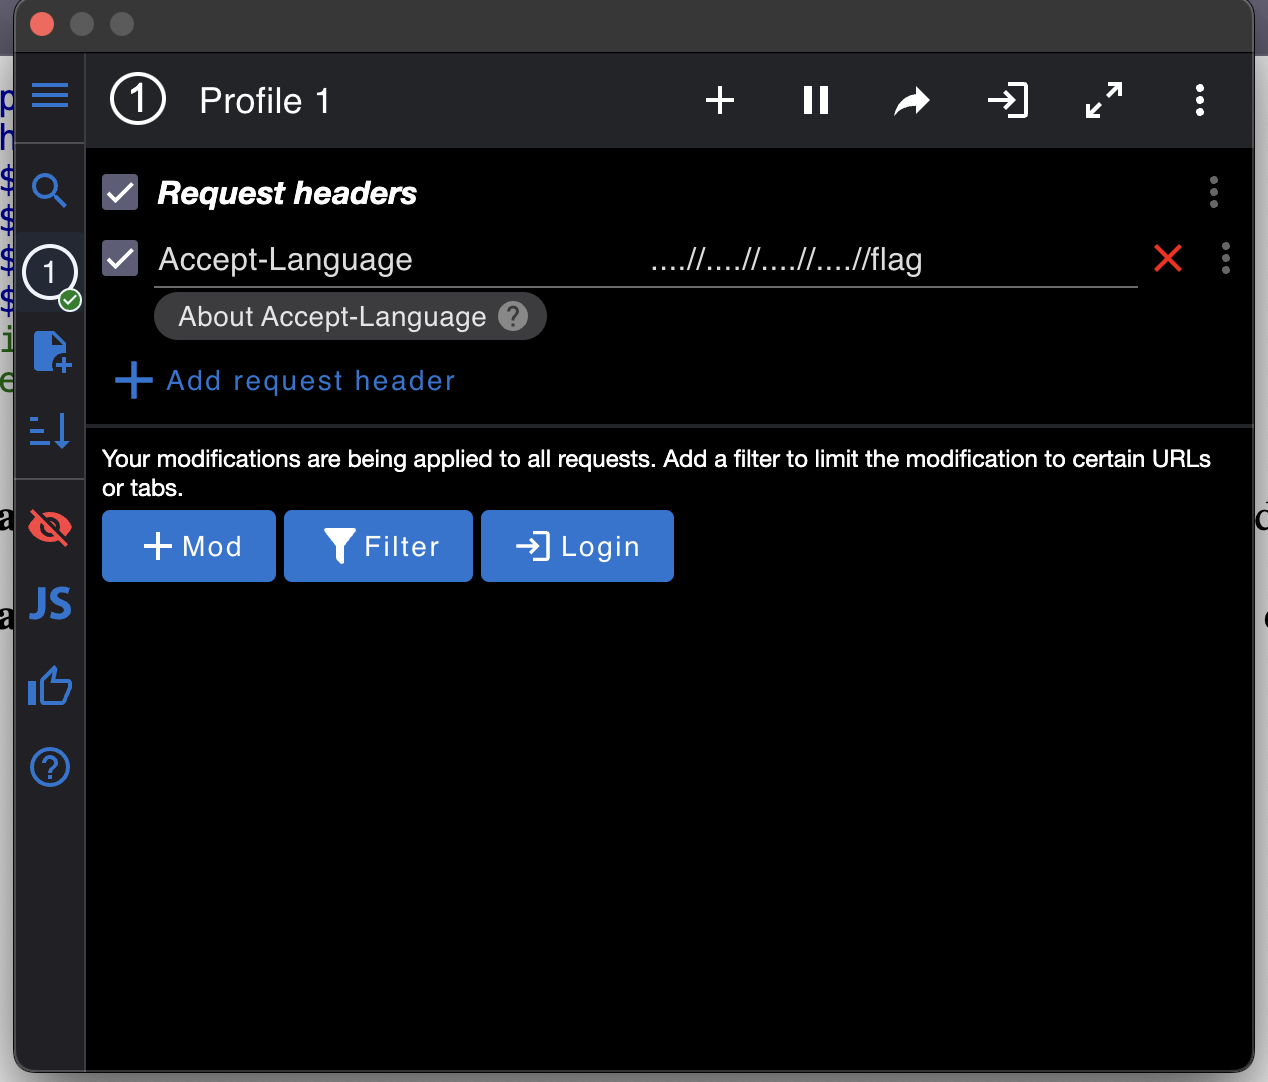 1 Profile 1
Request headers
Accept-Language ....//....//....//....//flag
About Accept-Language ?
Add request header
Your modifications are being applied to all requests. Add a filter to limit the modification to certain URLs
or tabs.
Mod Filter Login
1
JS
?
p
h
$
$
$
$
i
e
a
a
d